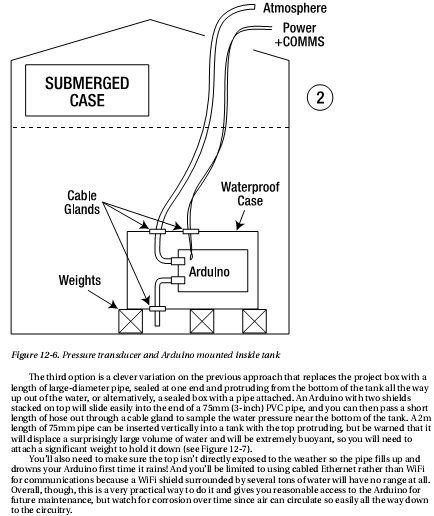 Atmosphere
Power
+COMMS
SUBMERGED
CASE
2
Cable
Glands
Waterproof
Case
Arduino
Weights
Figure 12-6. Pressure transducer and Arduino mounted inside tank
The third option is a clever variation on the previous approach that replaces the project box with a
length of large-diameter pipe, sealed at one end and protruding from the bottom of the tank all the way
up out of the water, or alternatively, a sealed box with a pipe attached. An Arduino with two shields
stacked on top will slide easily into the end of a 75mm (3-inch) PVC pipe, and you can then pass a short
length of hose out through a cable gland to sample the water pressure near the bottom of the tank. A 2m
length of 75mm pipe can be inserted vertically into a tank with the top protruding, but be warned that it
will displace a surprisingly large volume of water and will be extremely buoyant, so you will need to
attach a significant weight to hold it down (see Figure 12-7).
You'll also need to make sure the top isn't directly exposed to the weather so the pipe fills up and
drowns your Arduino first time it rains! And you'll be limited to using cabled Ethernet rather than WiFi
for communications because a WiFi shield surrounded by several tons of water will have no range at all.
Overall, though, this is a very practical way to do it and gives you reasonable access to the Arduino for
future maintenance, but watch for corrosion over time since air can circulate so easily all the way down
to the circuitry.